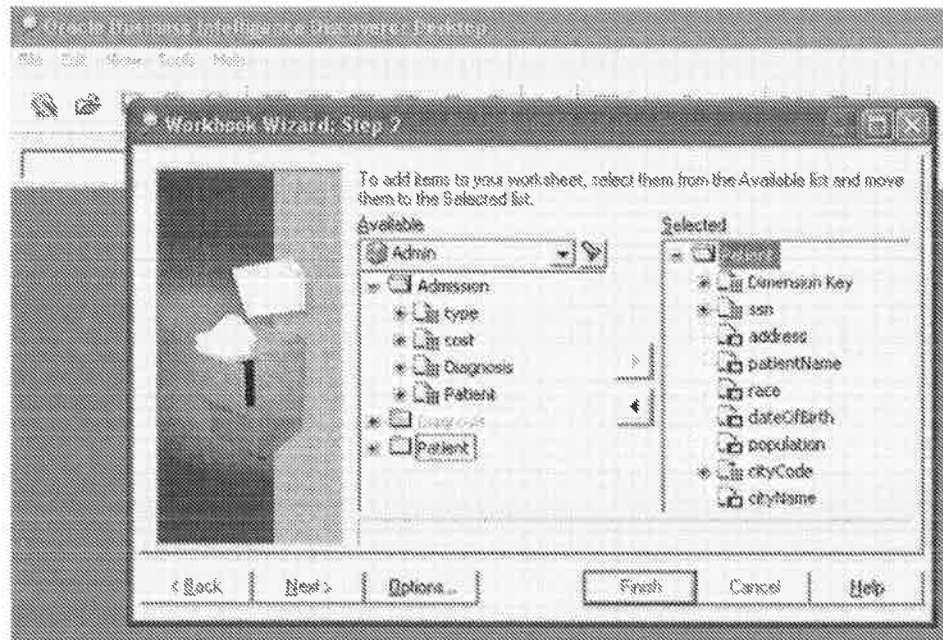 Oracle Business Intelligence Discoverer Desktop
File Edit View Tools Help
Workbook Wizard: Step 2
To add items to your worksheet, select them from the Available list and move
them to the Selected list.
Available
Admin
Admission
type
cost
Diagnosis
Patient
Diagnosis
Patient
Selected
Patient
Dimension Key
ssn
address
patientName
race
dateOfBirth
population
cityCode
cityName
< Back
Next >
Options...
Finish
Cancel
Help